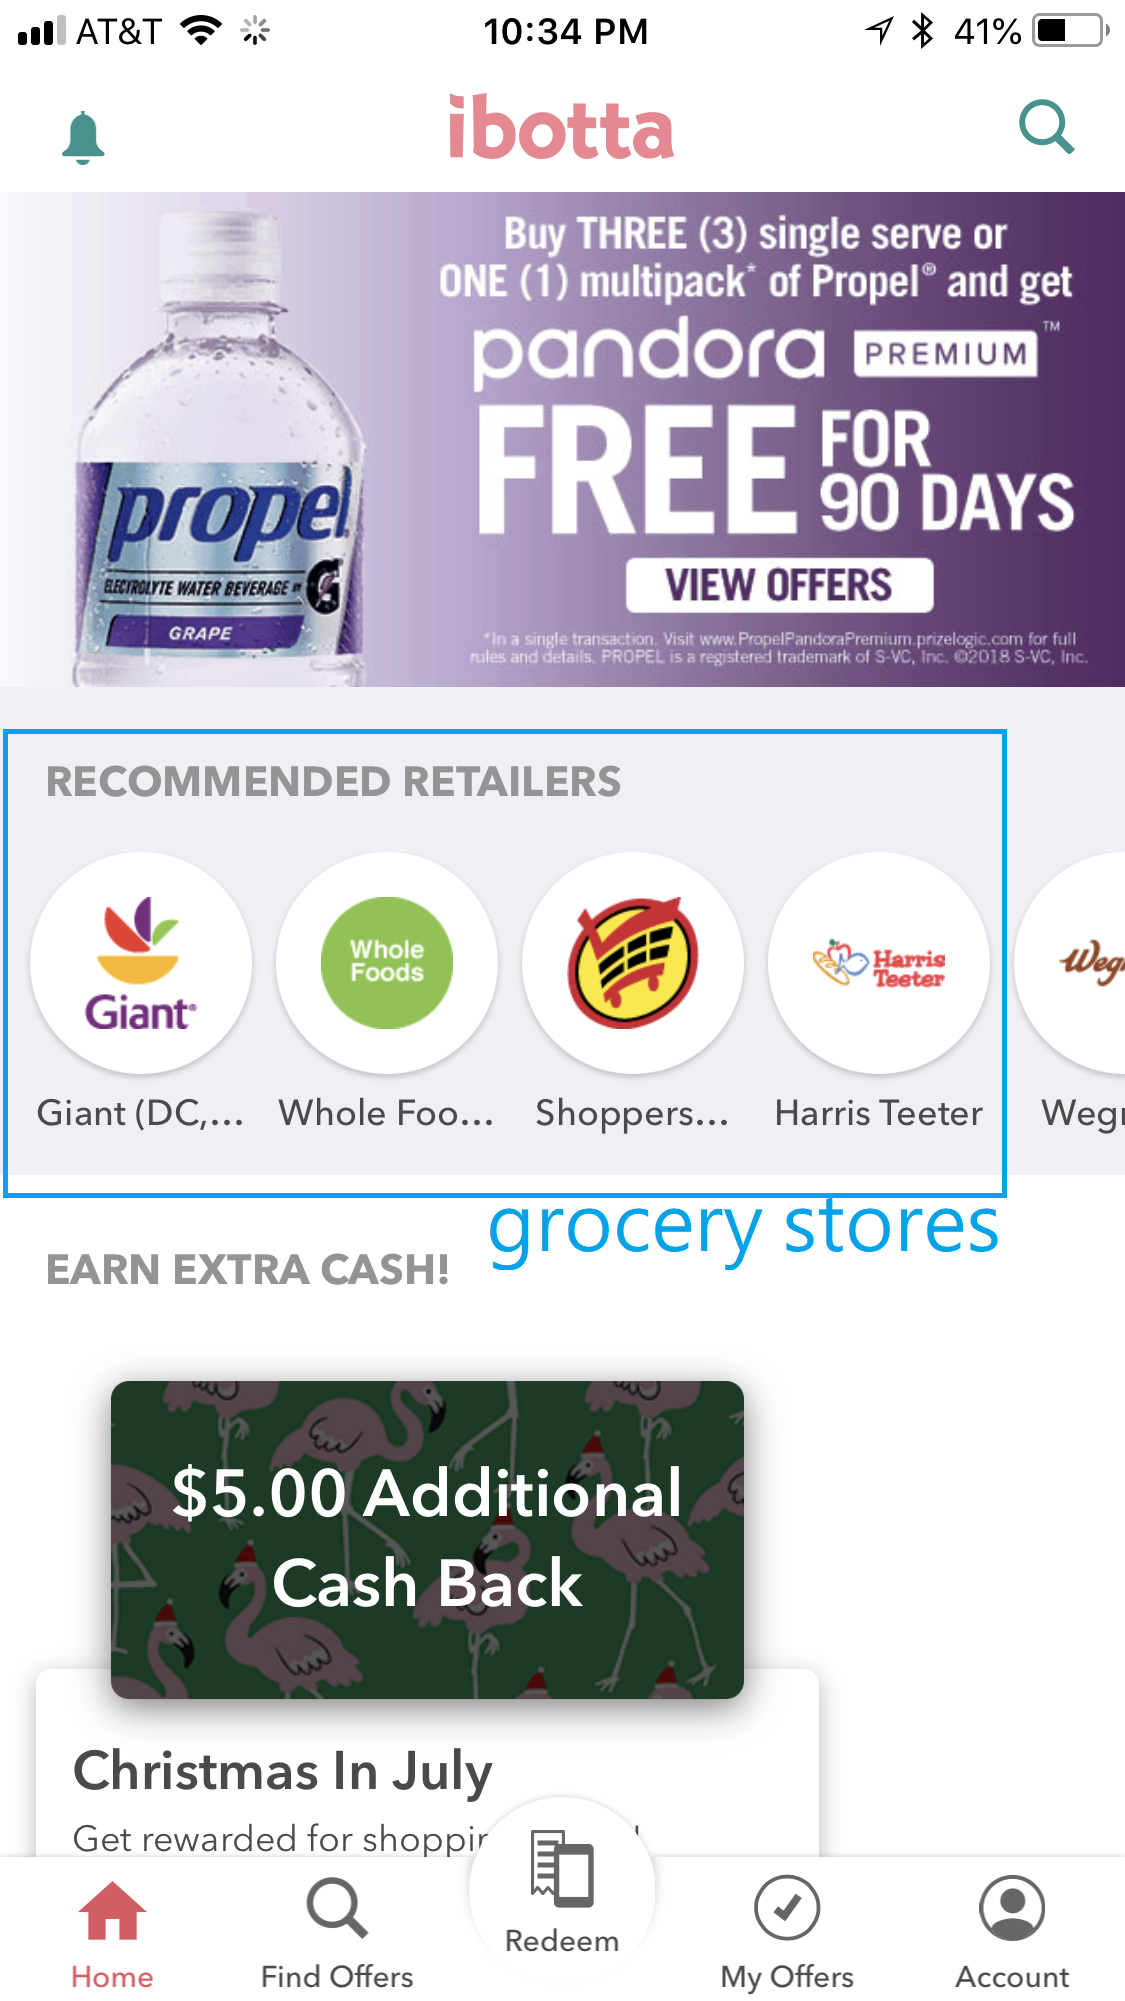 AT&T 10:34 PM 41%
ibotta
Buy THREE (3) single serve or
ONE (1) multipack* of Propel® and get
pandora PREMIUM™
FREE FOR
90 DAYS
VIEW OFFERS
*In a single transaction. Visit www.PropelPandoraPremium.prizelogic.com for full
rules and details. PROPEL is a registered trademark of S-VC, Inc. ©2018 S-VC, Inc.
propel
ELECTROLYTE WATER BEVERAGE
G
GRAPE
RECOMMENDED RETAILERS
Giant®
Whole
Foods
Harris
Teeter
Weg
Giant (DC,... Whole Foo... Shoppers... Harris Teeter Weg
grocery stores
EARN EXTRA CASH!
$5.00 Additional
Cash Back
Christmas In July
Get rewarded for
Redeem
Home Find Offers My Offers Account